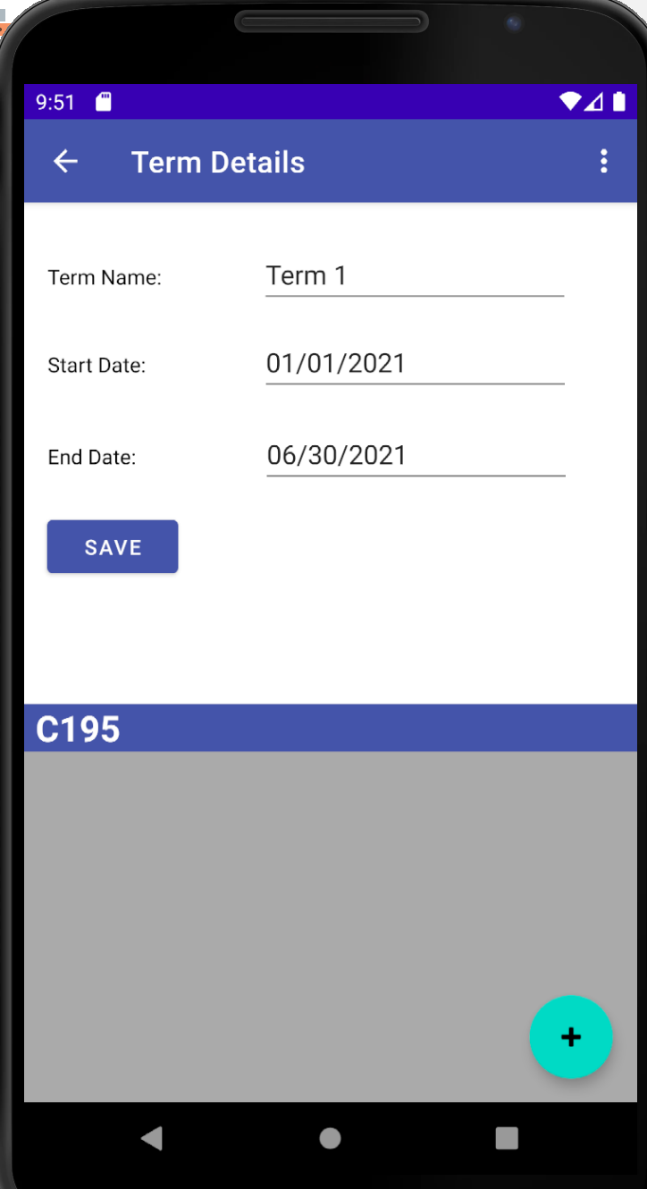 9:51
Term Details
Term Name: Term 1
Start Date: 01/01/2021
End Date: 06/30/2021
SAVE
C195
+